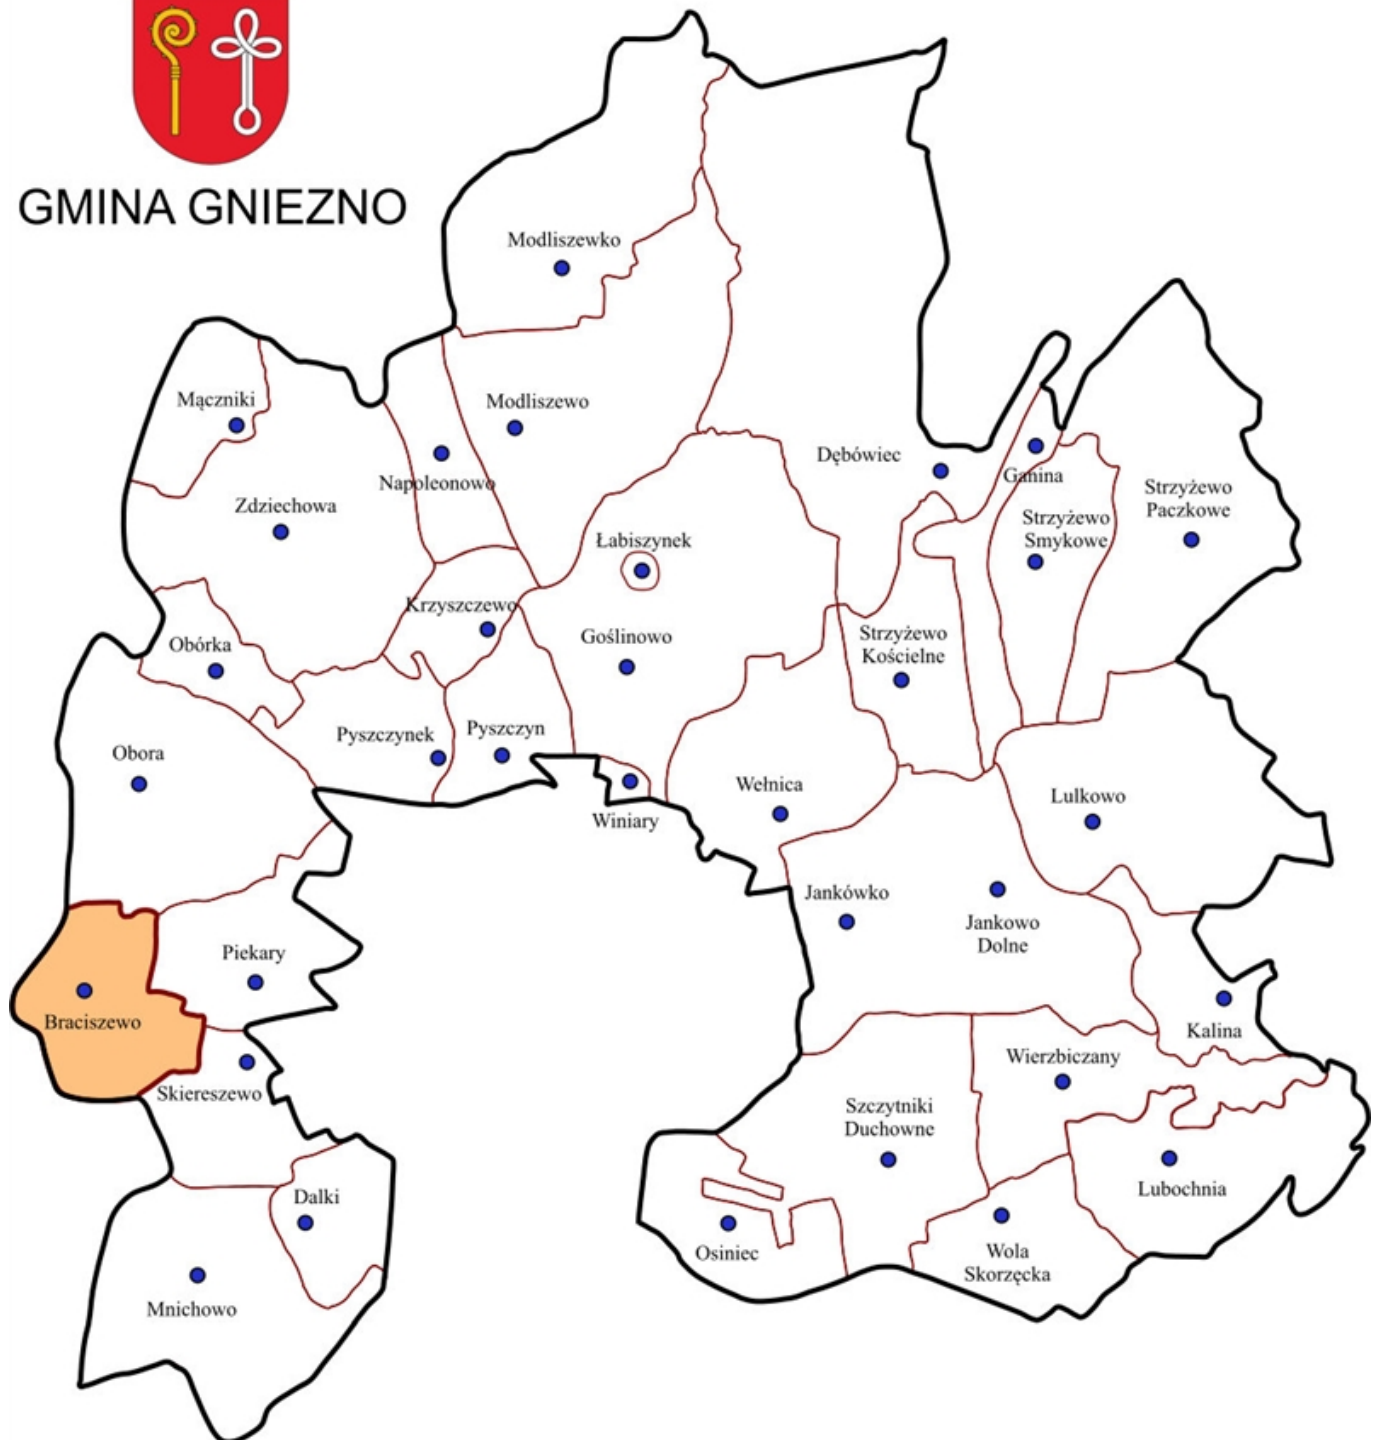 GMINA GNIEZNO
Modliszewko
Mączniki
Modliszewo
Napoleonowo
Zdziechowa
Dębówiec
Ganina
Strzyżewo
Paczkowe
Strzyżewo
Smykowe
Łabiszynek
Krzyszczewo
Goślinowo
Obórka
Strzyżewo
Kościelne
Pyszczynek
Pyszczyn
Obora
Wełnica
Winiary
Lulkowo
Jankówko
Jankowo
Dolne
Piekary
Braciszewo
Kalina
Wierzbiczany
Skiereszewo
Szczytniki
Duchowne
Lubochnia
Dalki
Osiniec
Wola
Skorzęcka
Mnichowo